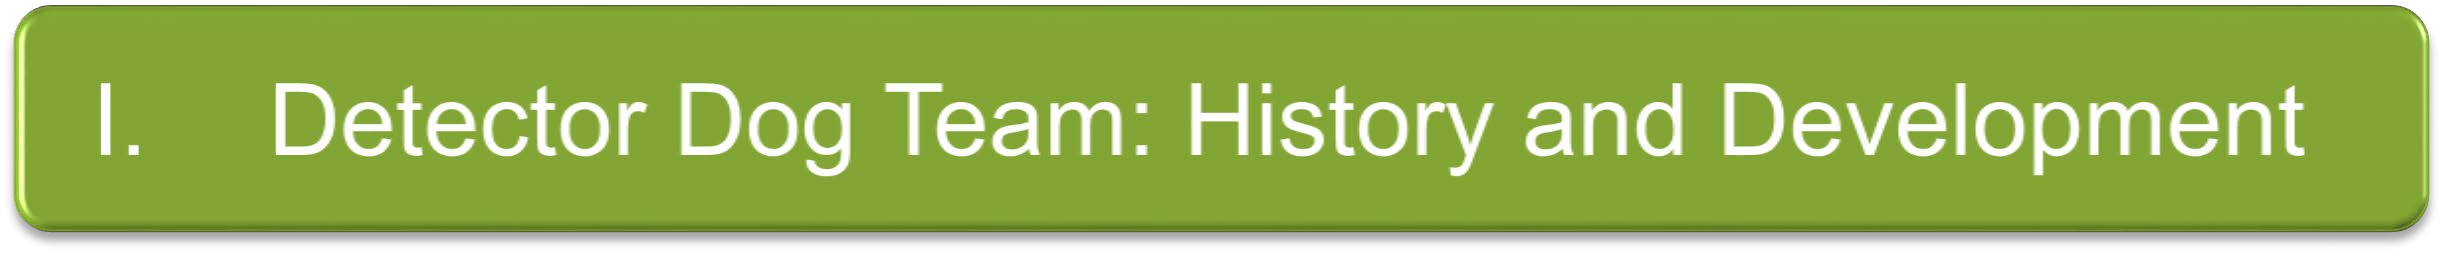 I. Detector Dog Team: History and Development